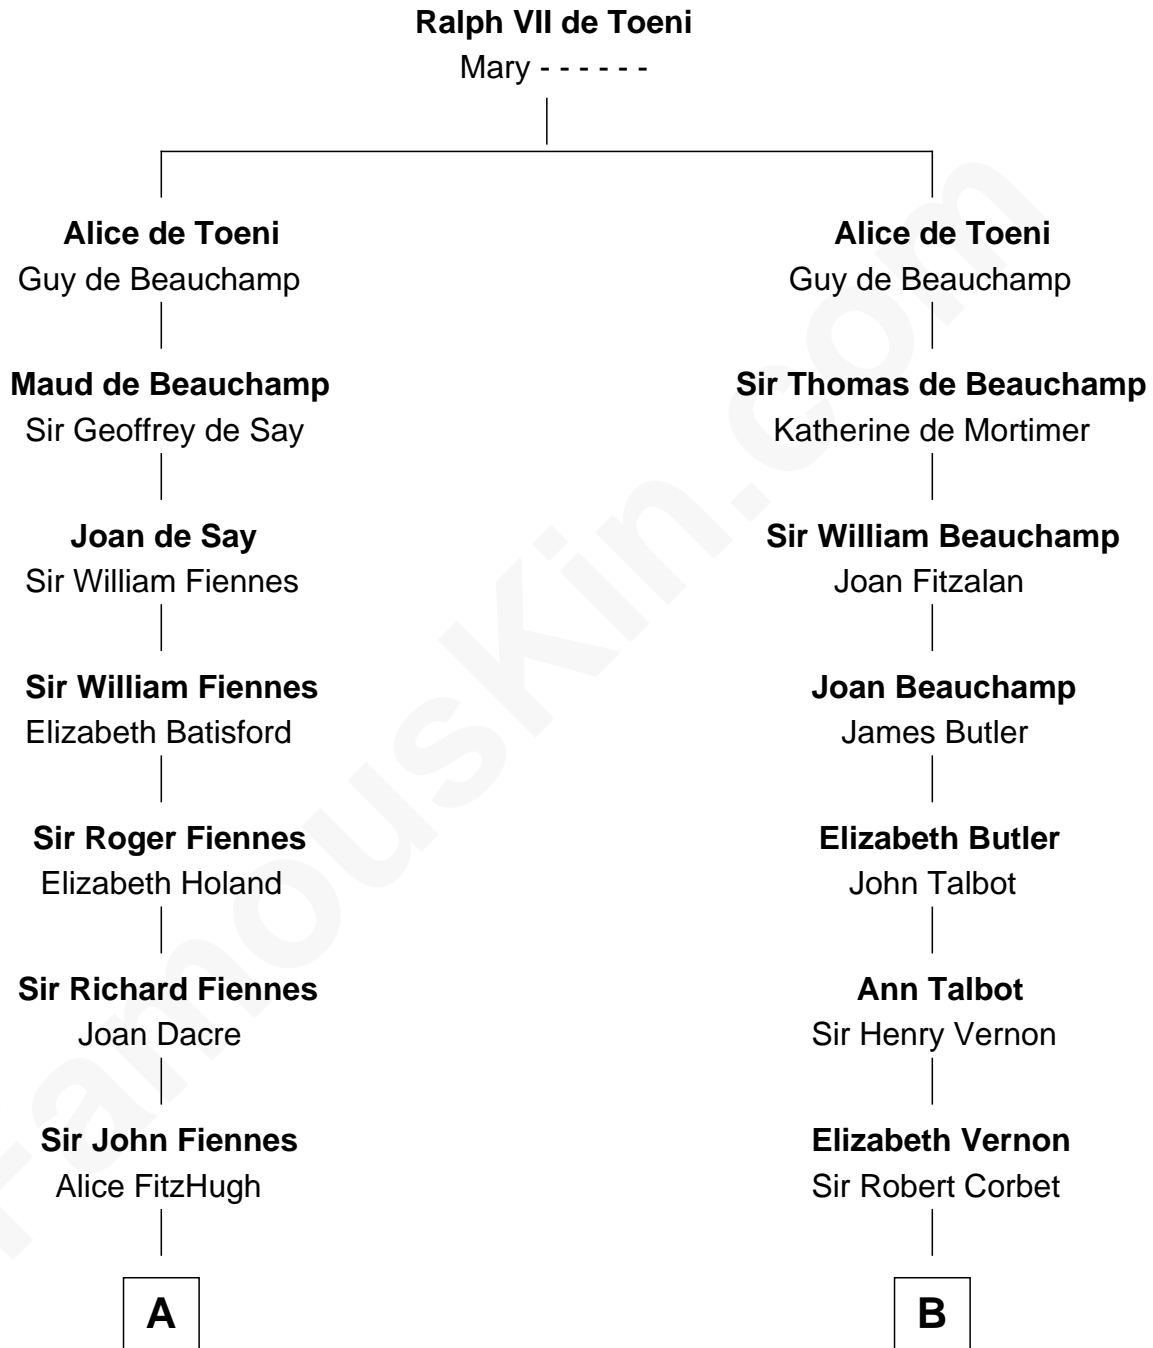 Ralph VII de Toeni
Mary - - - - - -
Alice de Toeni
Guy de Beauchamp
Maud de Beauchamp
Sir Geoffrey de Say
Joan de Say
Sir William Fiennes
Sir William Fiennes
Elizabeth Batisford
Sir Roger Fiennes
Elizabeth Holand
Sir Richard Fiennes
Joan Dacre
Sir John Fiennes
Alice FitzHugh
A
Alice de Toeni
Guy de Beauchamp
Sir Thomas de Beauchamp
Katherine de Mortimer
Sir William Beauchamp
Joan Fitzalan
Joan Beauchamp
James Butler
Elizabeth Butler
John Talbot
Ann Talbot
Sir Henry Vernon
Elizabeth Vernon
Sir Robert Corbet
B
FamousKin.com